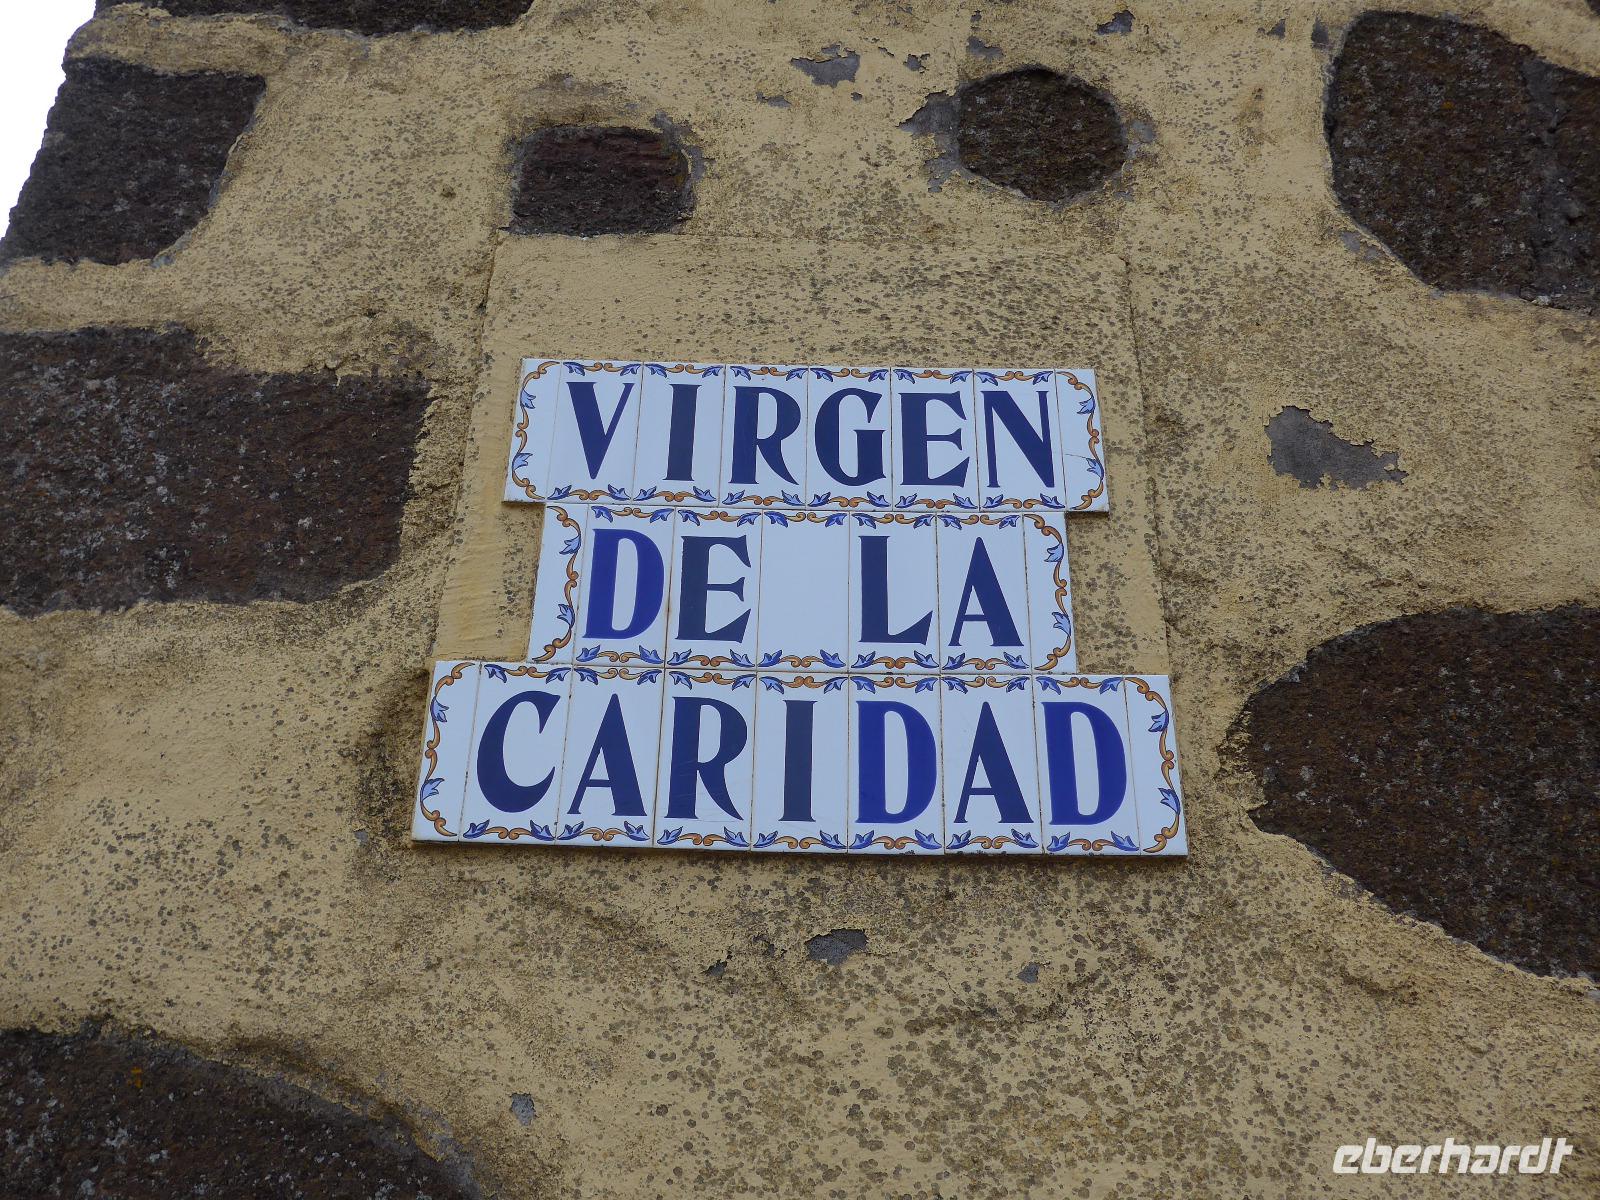 VIRGEN
DE LA
CARIDAD
eberhardt